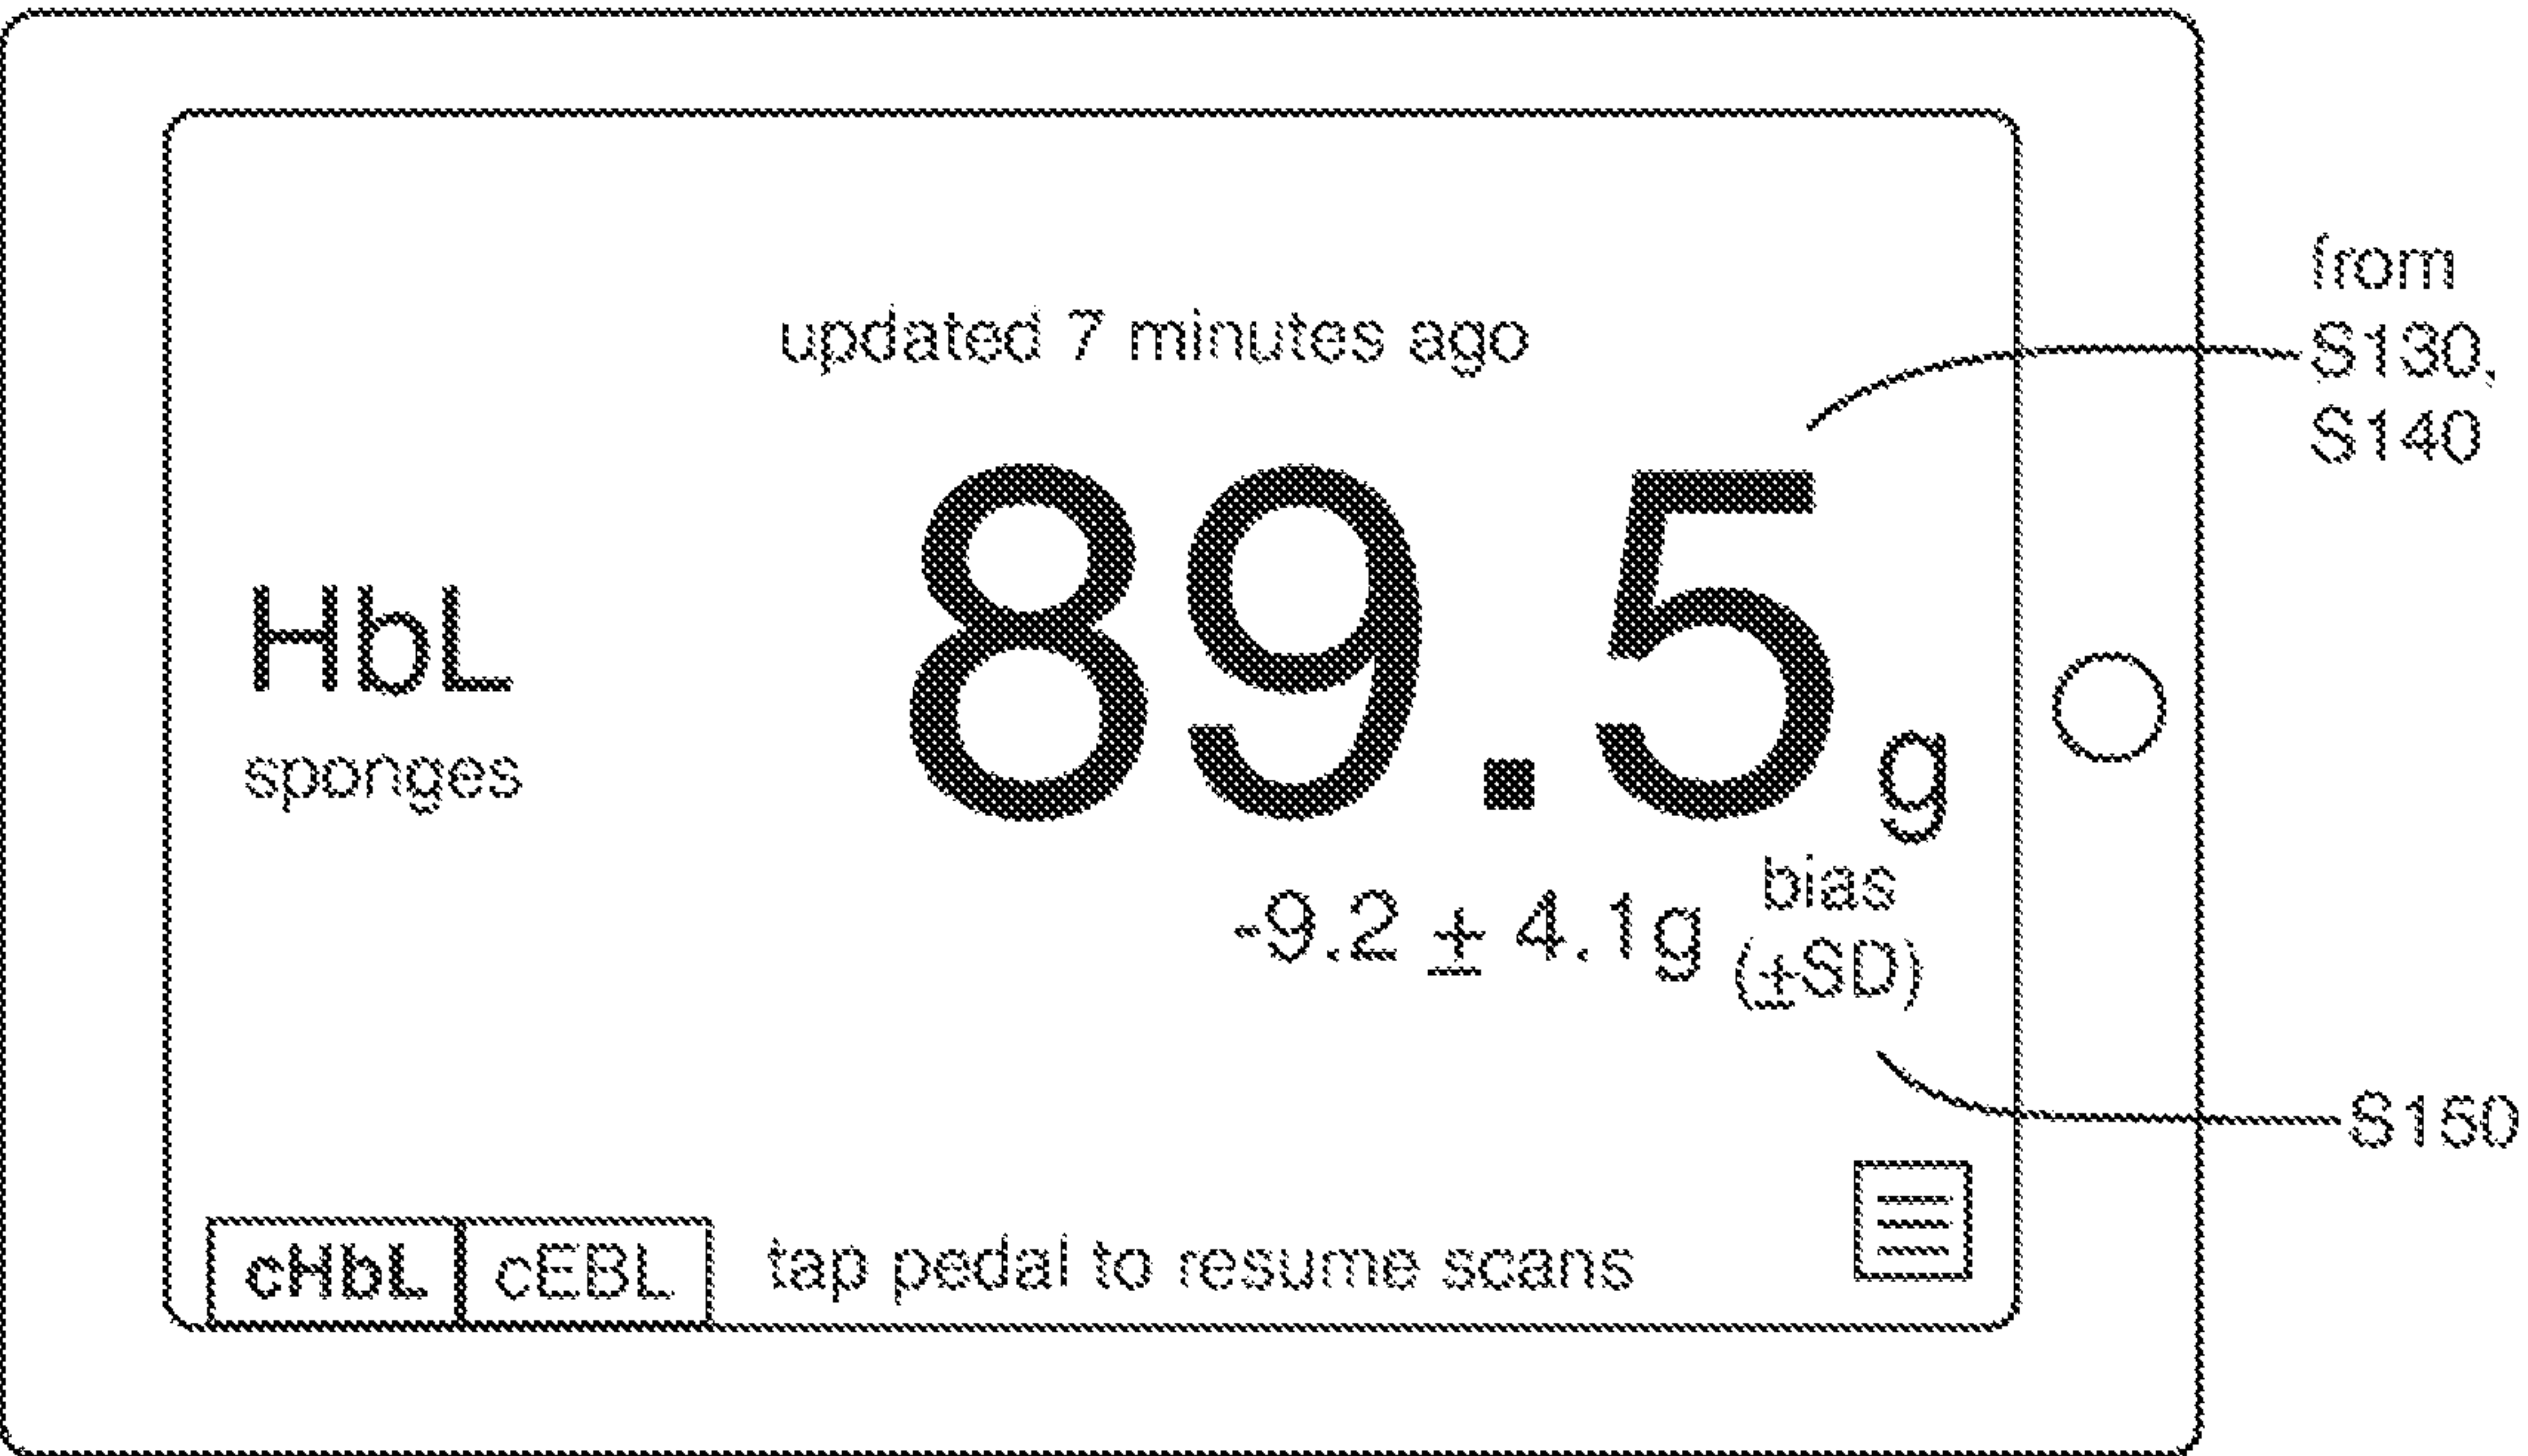 updated 7 minutes ago
from
S130,
S140
HbL
89.5 g
sponges
-9.2 ± 4.1g
bias
(±SD)
S150
cHbL cEBL tap pedal to resume scans